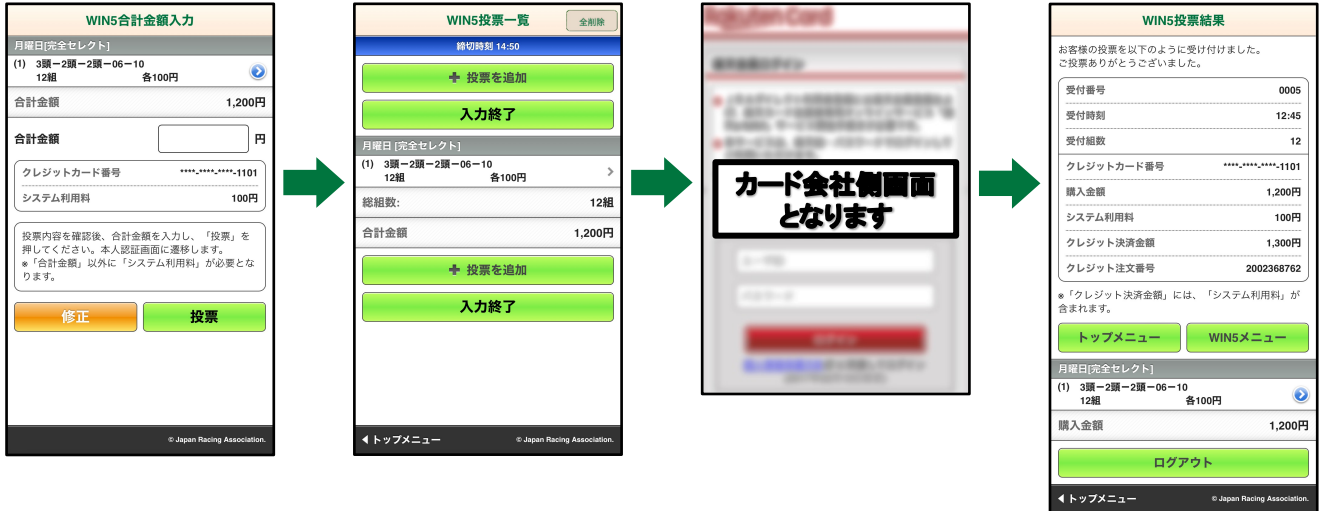 WIN5合計金額入力
月曜日[完全セレクト]
(1) 3頭ー2頭ー2頭ー06ー10
12組 各100円
合計金額 1,200円
合計金額 円
クレジットカード番号 ****-****-****-1101
システム利用料 100円
投票内容を確認後、合計金額を入力し、「投票」を
押してください。本人認証画面に遷移します。
※「合計金額」以外に「システム利用料」が必要とな
ります。
修正 投票
© Japan Racing Association.
WIN5投票一覧 全削除
締切時刻 14:50
+ 投票を追加
入力終了
月曜日 [完全セレクト]
(1) 3頭ー2頭ー2頭ー06ー10
12組 各100円
総組数: 12組
合計金額 1,200円
+ 投票を追加
入力終了
トップメニュー © Japan Racing Association.
Rakuten Card
カード会社側画面
となります
WIN5投票結果
お客様の投票を以下のように受け付けました。
ご投票ありがとうございました。
受付番号 0005
受付時刻 12:45
受付組数 12
クレジットカード番号 ****-****-****-1101
購入金額 1,200円
システム利用料 100円
クレジット決済金額 1,300円
クレジット注文番号 2002368762
※「クレジット決済金額」には、「システム利用料」が
含まれます。
トップメニュー WIN5メニュー
月曜日[完全セレクト]
(1) 3頭ー2頭ー2頭ー06ー10
12組 各100円
購入金額 1,200円
ログアウト
トップメニュー © Japan Racing Association.